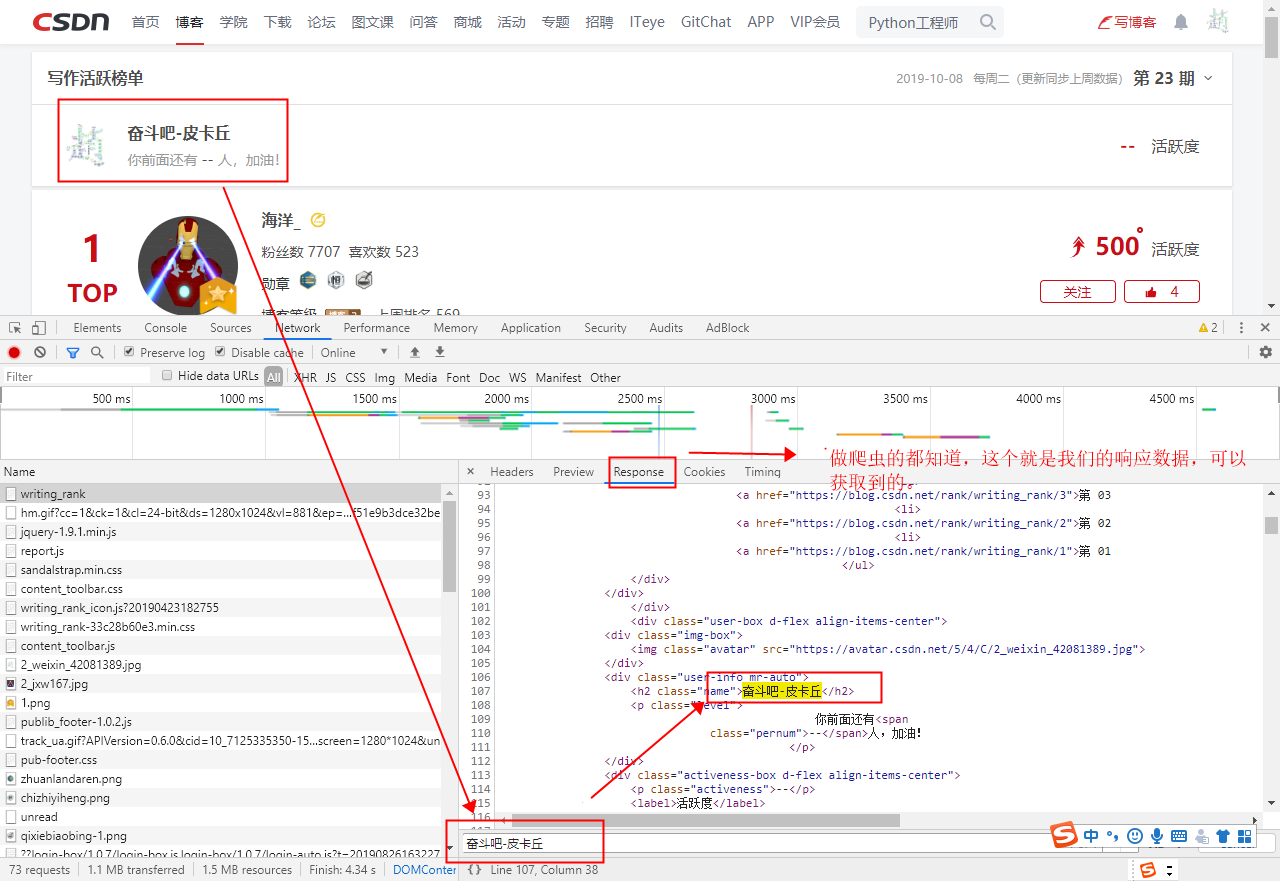 CSDN 首页 博客 学院 下载 论坛 图文课 问答 商城 活动 专题 招聘 ITeye GitChat APP VIP会员 Python工程师 写博客
写作活跃榜单 2019-10-08 每周二（更新同步上周数据） 第 23 期
奋斗吧-皮卡丘
你前面还有 -- 人，加油！ -- 活跃度
海洋_
1 粉丝数 7707 喜欢数 523 500° 活跃度
TOP 勋章 关注 4
博客等级 上周排名 569
Elements Console Sources Network Performance Memory Application Security Audits AdBlock 2
Preserve log Disable cache Online
Filter Hide data URLs All XHR JS CSS Img Media Font Doc WS Manifest Other
500 ms 1000 ms 1500 ms 2000 ms 2500 ms 3000 ms 3500 ms 4000 ms 4500 ms
做爬虫的都知道，这个就是我们的响应数据，可以
获取到的。
Name × Headers Preview Response Cookies Timing
writing_rank
hm.gif?cc=1&ck=1&cl=24-bit&ds=1280x1024&vl=881&ep=...f51e9b3dce32be
jquery-1.9.1.min.js
report.js
sandalstrap.min.css
content_toolbar.css
writing_rank_icon.js?20190423182755
writing_rank-33c28b60e3.min.css
content_toolbar.js
2_weixin_42081389.jpg
2_jxw167.jpg
1.png
publib_footer-1.0.2.js
track_ua.gif?APIVersion=0.6.0&cid=10_7125335350-15...screen=1280*1024&un
pub-footer.css
zhuanlandaren.png
chizhiyiheng.png
unread
qixiebiaobing-1.png
??login-box/1.0.7/login-box.js,login-box/1.0.7/login-auto.js?t=20190826163227
93 <a href="https://blog.csdn.net/rank/writing_rank/3">第 03
94 <li>
95 <a href="https://blog.csdn.net/rank/writing_rank/2">第 02
96 <li>
97 <a href="https://blog.csdn.net/rank/writing_rank/1">第 01
98 </ul>
99 </div>
100 </div>
101 </div>
102 <div class="user-box d-flex align-items-center">
103 <div class="img-box">
104 <img class="avatar" src="https://avatar.csdn.net/5/4/C/2_weixin_42081389.jpg">
105 </div>
106 <div class="user-info mr-auto">
107 <h2 class="name">奋斗吧-皮卡丘</h2>
108 <p class="level">
109 你前面还有<span
110 class="pernum">--</span>人，加油!
111 </p>
112 </div>
113 <div class="activeness-box d-flex align-items-center">
114 <p class="activeness">--</p>
115 <label>活跃度</label>
116
奋斗吧-皮卡丘
中
73 requests 1.1 MB transferred 1.5 MB resources Finish: 4.34 s DOMConter {} Line 107, Column 38